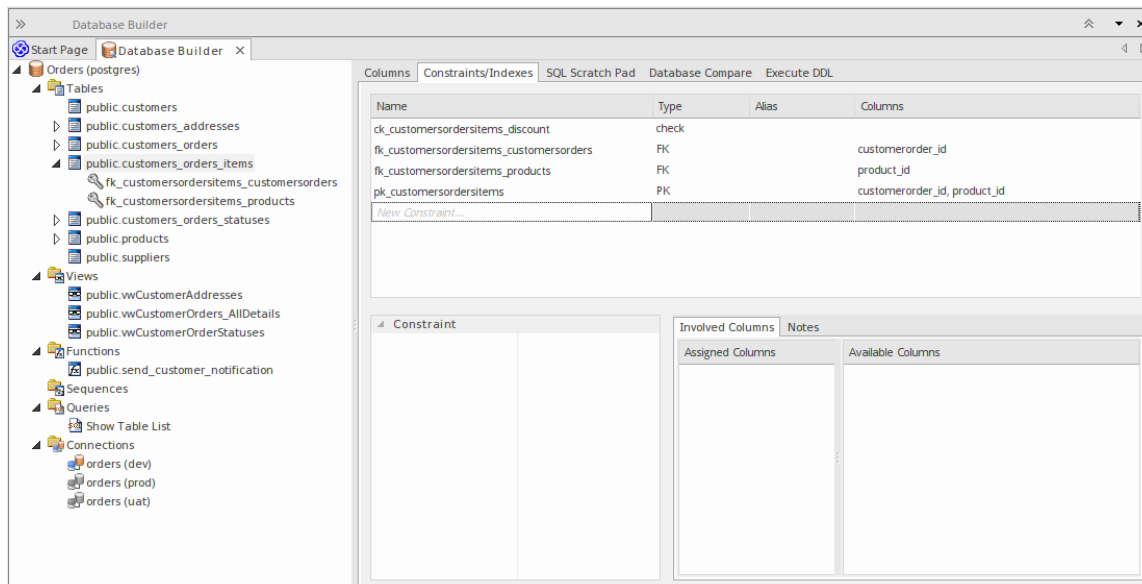 Database Builder
Start Page
Database Builder
Orders (postgres)
Tables
public.customers
public.customers_addresses
public.customers_orders
public.customers_orders_items
fk_customersordersitems_customersorders
fk_customersordersitems_products
public.customers_orders_statuses
public.products
public.suppliers
Views
public.vwCustomerAddresses
public.vwCustomerOrders_AllDetails
public.vwCustomerOrderStatuses
Functions
public.send_customer_notification
Sequences
Queries
Show Table List
Connections
orders (dev)
orders (prod)
orders (uat)
Columns Constraints/Indexes SQL Scratch Pad Database Compare Execute DDL
Name Type Alias Columns
ck_customersordersitems_discount check
fk_customersordersitems_customersorders FK customerorder_id
fk_customersordersitems_products FK product_id
pk_customersordersitems PK customerorder_id, product_id
New Constraint...
Constraint
Involved Columns Notes
Assigned Columns Available Columns